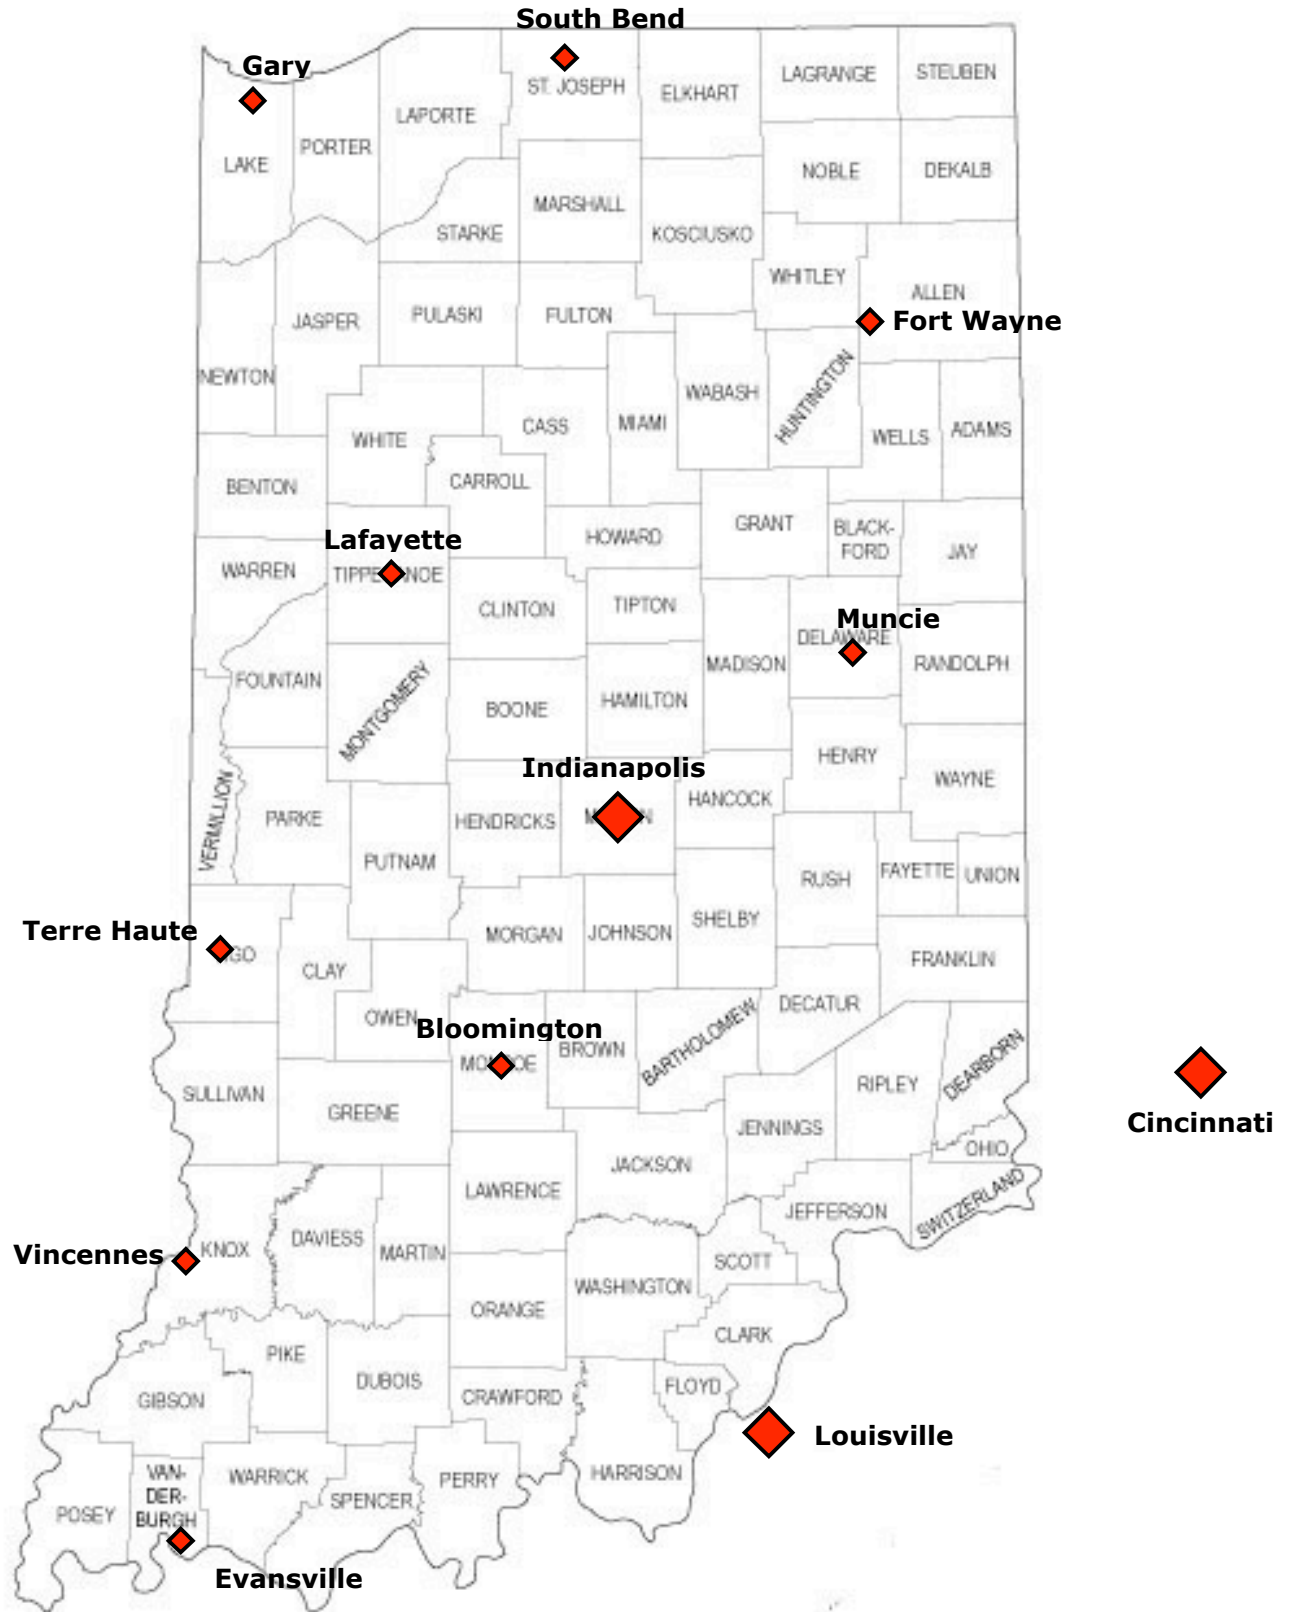 South Bend
Gary
ST. JOSEPH
LAGRANGE
STEUBEN
ELKHART
LAPORTE
PORTER
LAKE
NOBLE
DEKALB
MARSHALL
STARKE
KOSCIUSKO
WHITLEY
ALLEN
JASPER
PULASKI
FULTON
Fort Wayne
NEWTON
WABASH
HUNTINGTON
WHITE
CASS
MIAMI
WELLS
ADAMS
BENTON
CARROLL
GRANT
BLACK-
FORD
HOWARD
JAY
Lafayette
WARREN
TIPPE NOE
CLINTON
TIPTON
Muncie
DELAWARE
FOUNTAIN
MONTGOMERY
MADISON
RANDOLPH
BOONE
HAMILTON
HENRY
Indianapolis
WAYNE
VERMILLION
PARKE
HENDRICKS
M N
HANCOCK
PUTNAM
RUSH
FAYETTE
UNION
Terre Haute
GO
CLAY
MORGAN
JOHNSON
SHELBY
FRANKLIN
OWEN
DECATUR
Bloomington
MONROE
BROWN
BARTHOLOMEW
DEARBORN
RIPLEY
SULLIVAN
GREENE
JENNINGS
Cincinnati
OHIO
JACKSON
LAWRENCE
JEFFERSON
SWITZERLAND
Vincennes
KNOX
DAVIESS
MARTIN
SCOTT
WASHINGTON
ORANGE
CLARK
PIKE
DUBOIS
GIBSON
CRAWFORD
FLOYD
Louisville
VAN-
DER-
BURGH
WARRICK
PERRY
HARRISON
POSEY
SPENCER
Evansville